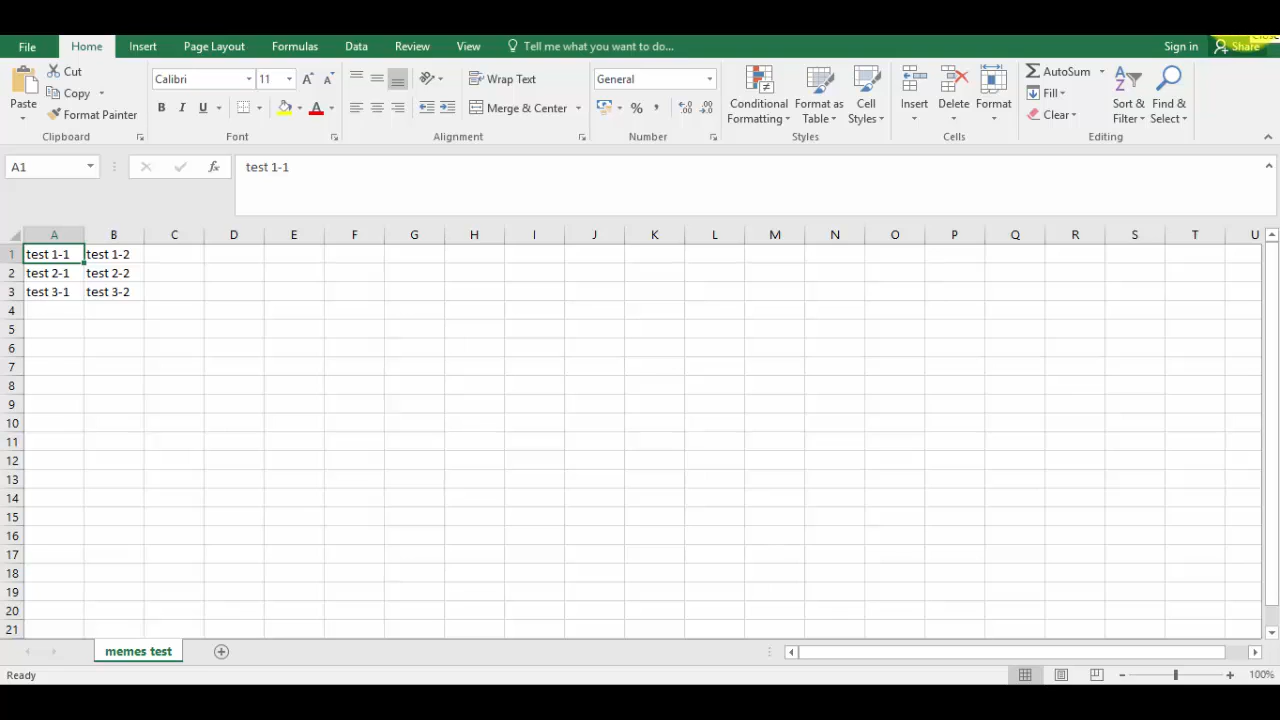 Close
File Home Insert Page Layout Formulas Data Review View Tell me what you want to do... Sign in Share
Cut
Copy
Format Painter
Paste
Clipboard
Calibri 11
B I U
Font
Wrap Text
Merge & Center
Alignment
General
%
Number
Conditional Formatting
Format as Table
Cell Styles
Styles
Insert Delete Format
Cells
AutoSum
Fill
Clear
Sort & Filter
Find & Select
Editing
A1 fx test 1-1
A B C D E F G H I J K L M N O P Q R S T U
1 test 1-1 test 1-2
2 test 2-1 test 2-2
3 test 3-1 test 3-2
4
5
6
7
8
9
10
11
12
13
14
15
16
17
18
19
20
21
memes test
Ready 100%